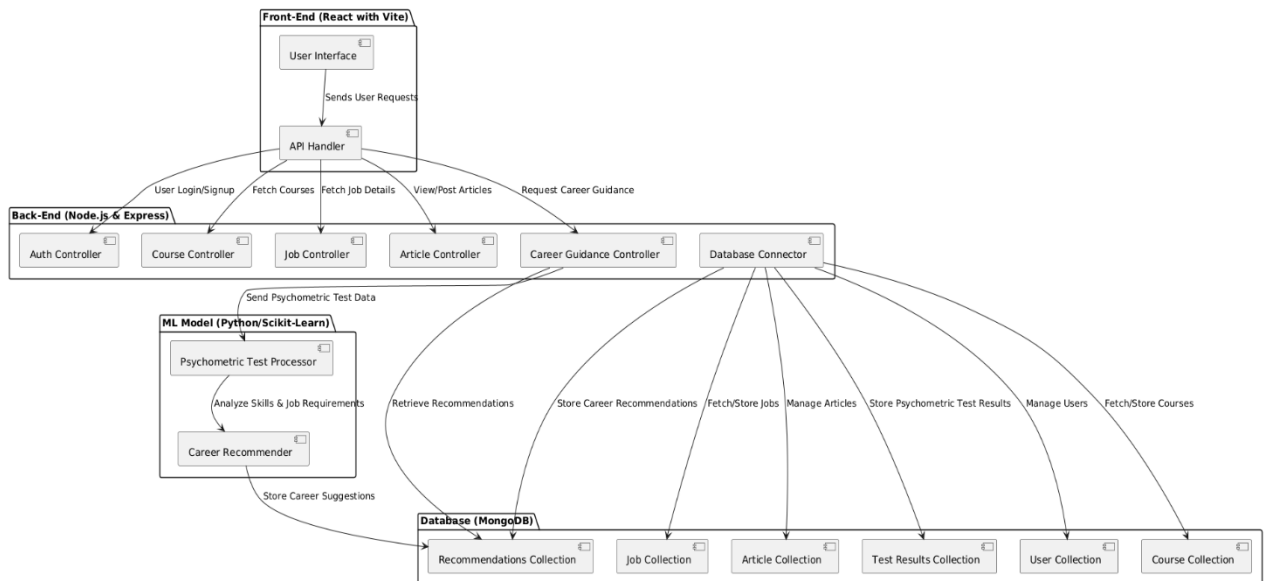 Front-End (React with Vite)
User Interface
Sends User Requests
API Handler
User Login/Signup
Fetch Courses
Fetch Job Details
View/Post Articles
Request Career Guidance
Back-End (Node.js & Express)
Auth Controller
Course Controller
Job Controller
Article Controller
Career Guidance Controller
Database Connector
Send Psychometric Test Data
ML Model (Python/Scikit-Learn)
Psychometric Test Processor
Analyze Skills & Job Requirements
Retrieve Recommendations
Store Career Recommendations
Fetch/Store Jobs
Manage Articles
Store Psychometric Test Results
Manage Users
Fetch/Store Courses
Career Recommender
Store Career Suggestions
Database (MongoDB)
Recommendations Collection
Job Collection
Article Collection
Test Results Collection
User Collection
Course Collection